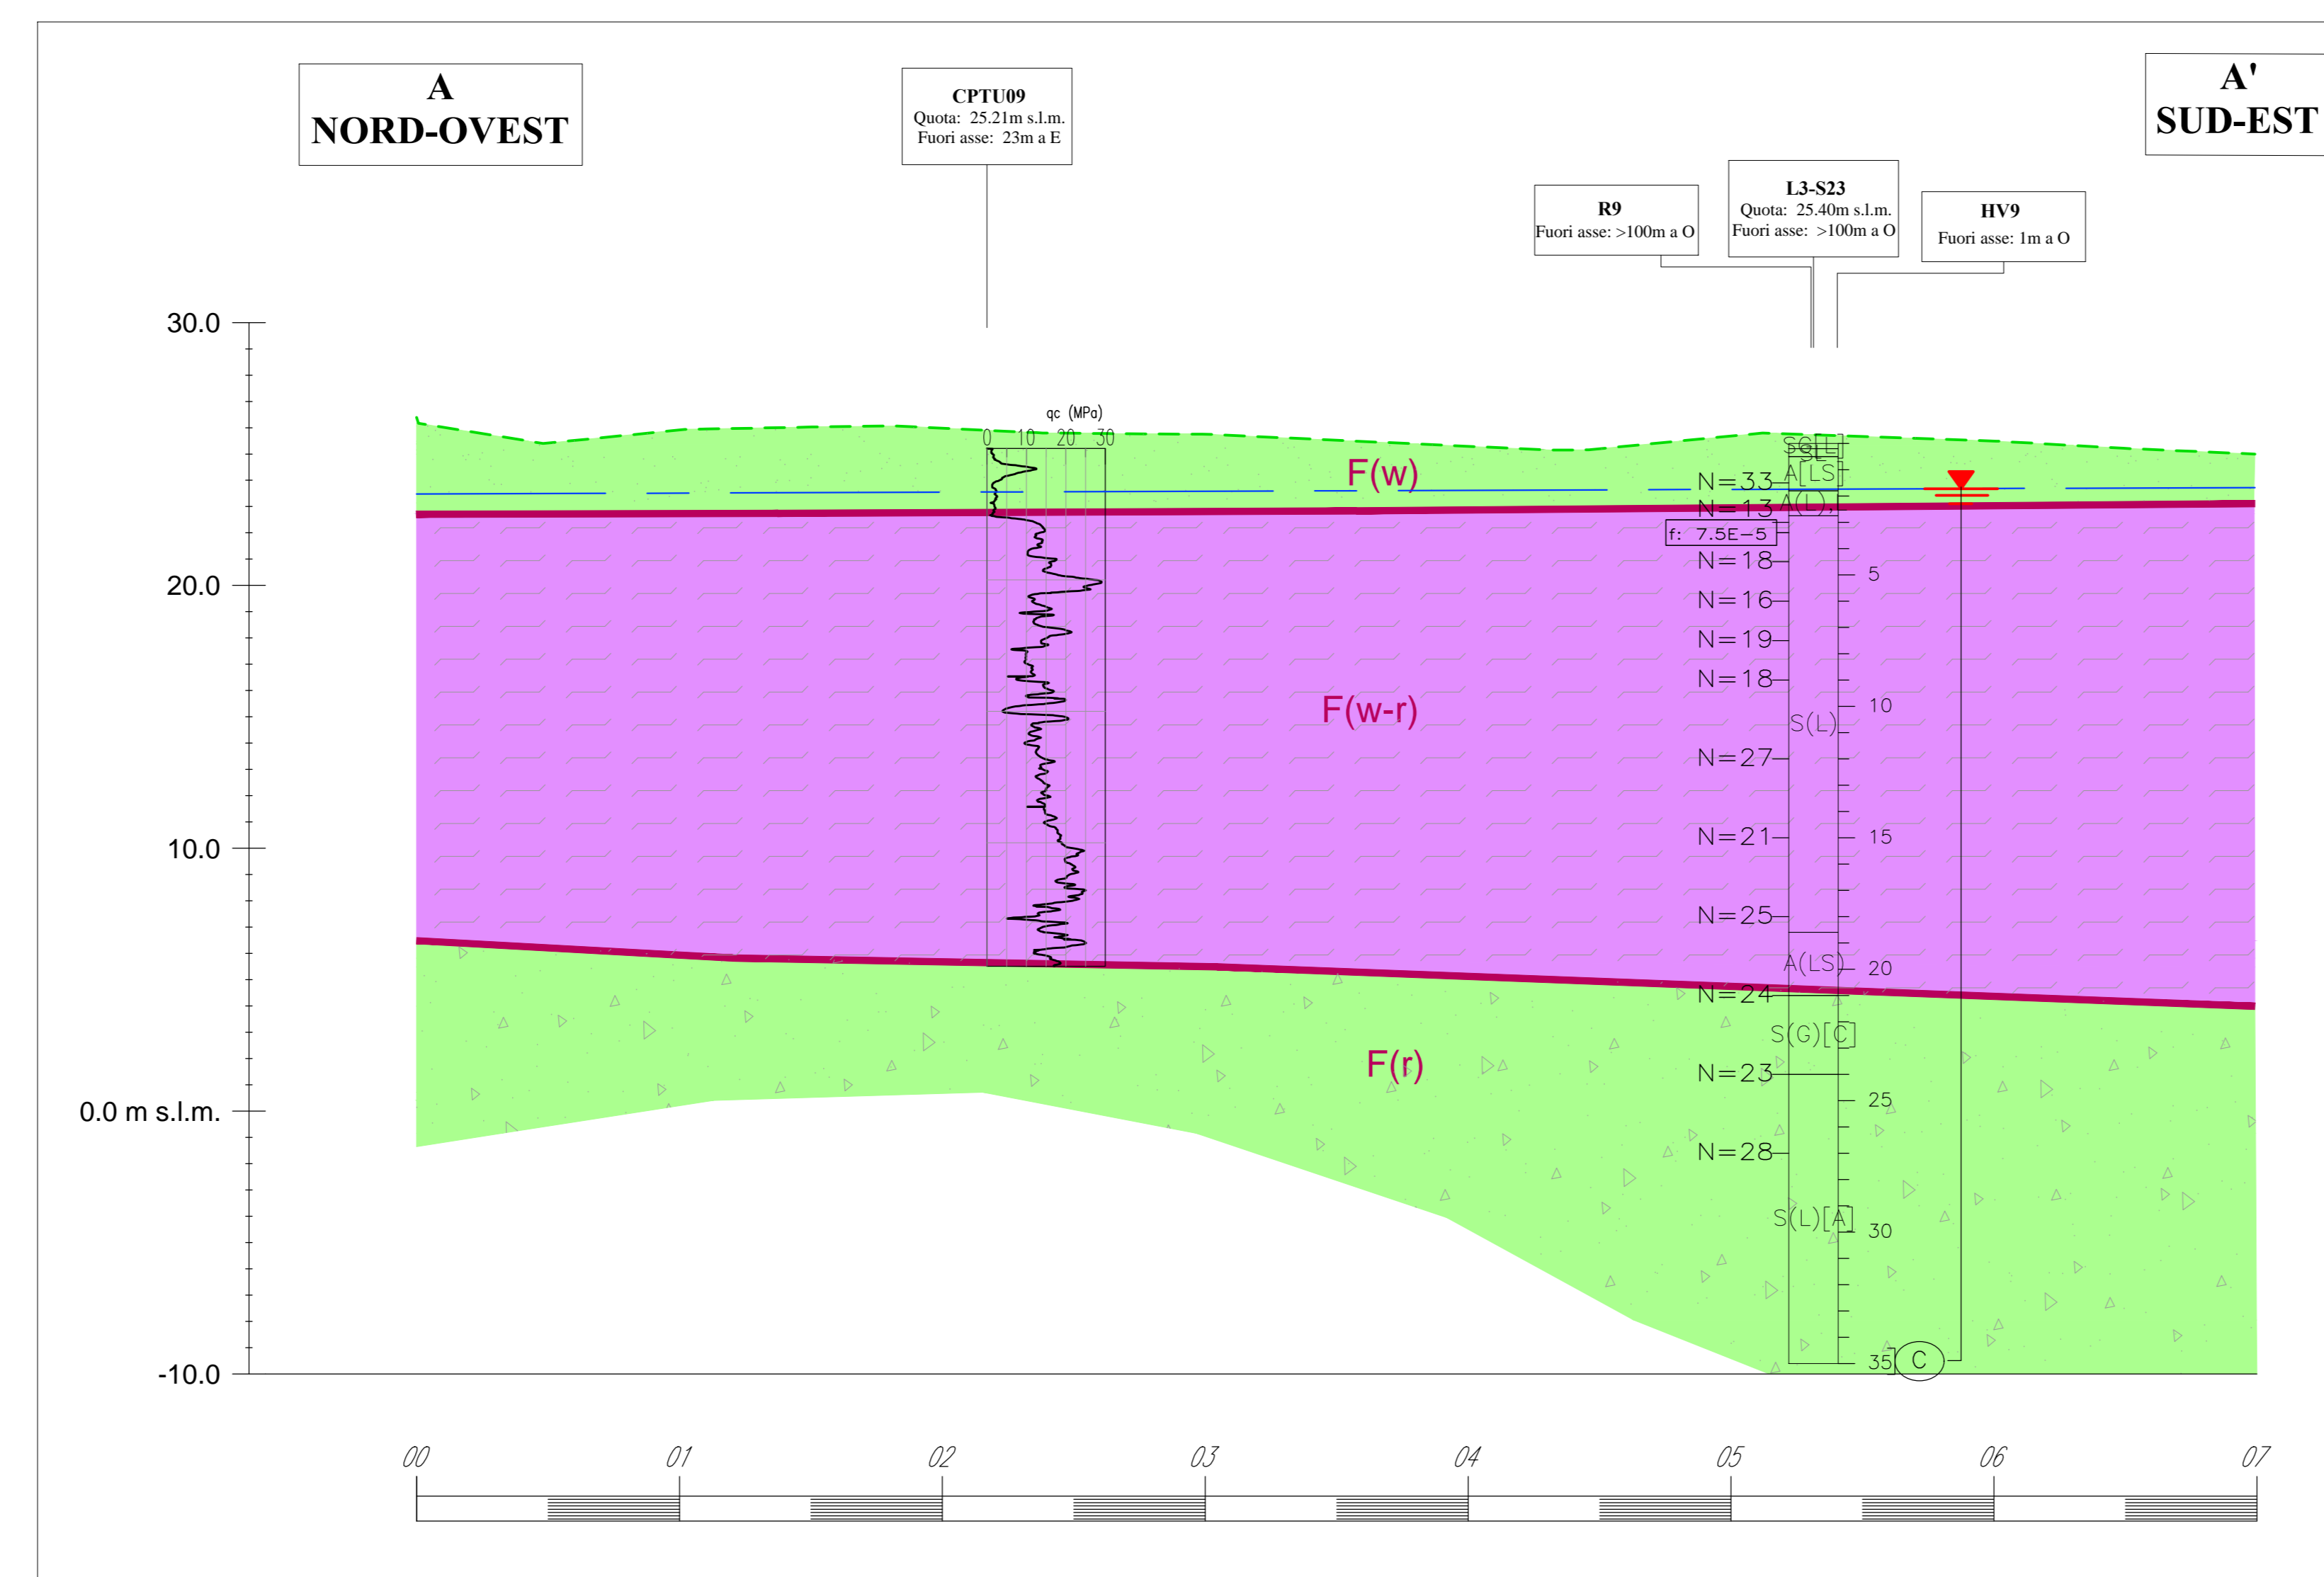 A
NORD-OVEST
CPTU09
Quota: 25.21m s.l.m.
Fuori asse: 23m a E
A'
SUD-EST
R9
Fuori asse: >100m a O
L3-S23
Quota: 25.40m s.l.m.
Fuori asse: >100m a O
HV9
Fuori asse: 1m a O
30.0
20.0
10.0
0.0 m s.l.m.
-10.0
qc (MPa)
0 10 20 30
F(w)
F(w-r)
F(r)
SG[L]
SL
A[LS]
A(L),
S(L)
A(LS)
S(G)[C]
S(L)[A]
N=33
N=13
f: 7.5E-5
N=18
N=16
N=19
N=18
N=27
N=21
N=25
N=24
N=23
N=28
5
10
15
20
25
30
35
C
00 01 02 03 04 05 06 07